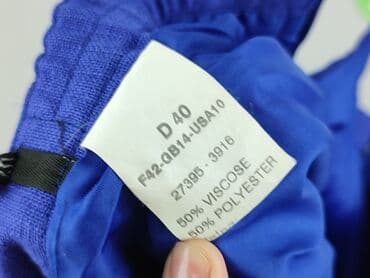 D 40
F42-GB14-USA10
27395 - 3916
50% VISCOSE
50% POLYESTER